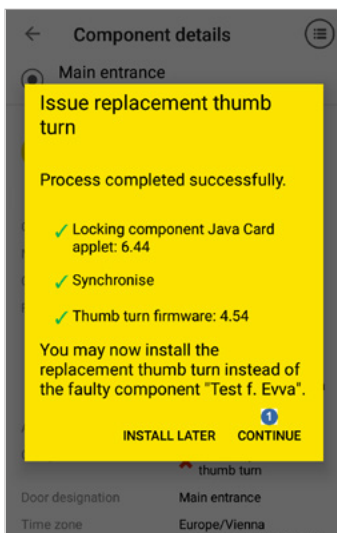 Component details
Main entrance
Issue replacement thumb
turn
Process completed successfully.
✓ Locking component Java Card
applet: 6.44
✓ Synchronise
✓ Thumb turn firmware: 4.54
You may now install the
replacement thumb turn instead of
the faulty component "Test f. Evva".
1
INSTALL LATER CONTINUE
thumb turn
Door designation Main entrance
Time zone Europe/Vienna